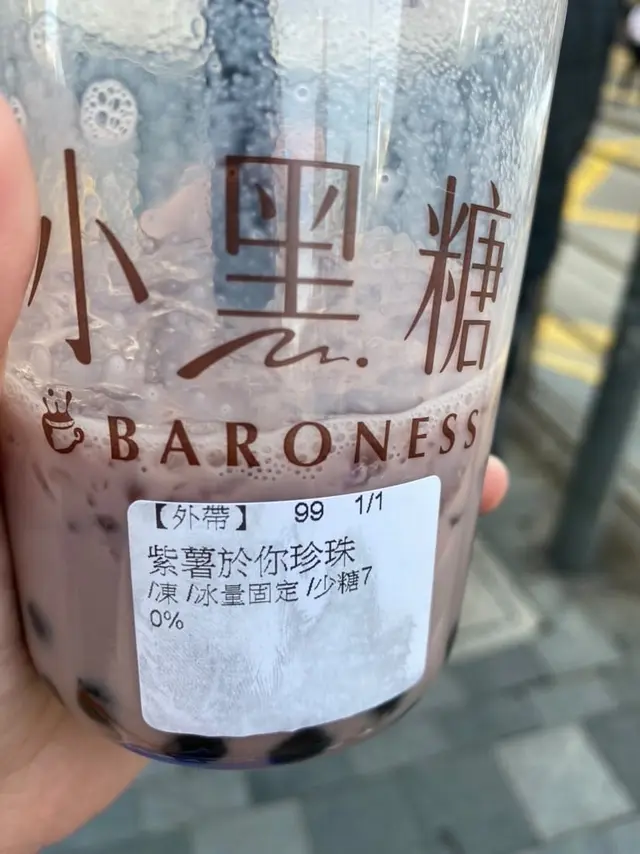 小黑糖
BARONESS
【外帶】 99 1/1
紫薯於你珍珠
/凍 /冰量固定 /少糖7
0%